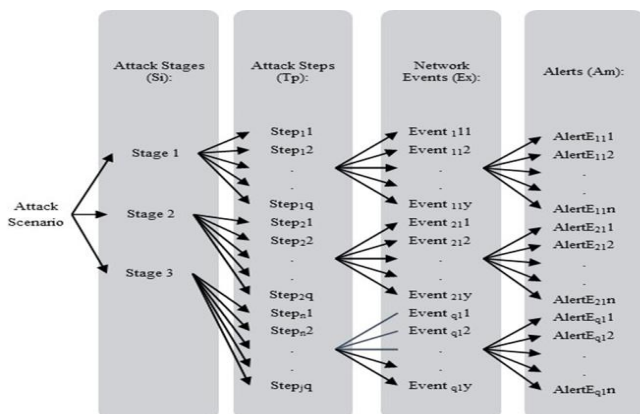 Attack Stages
(Si):
Attack Steps
(Tp):
Network
Events (Ex):
Alerts (Am):
Attack
Scenario
Stage 1
Stage 2
Stage 3
Step₁1
Step₁2
.
.
Step₁q
Step₂1
Step₂2
.
.
Step₂q
Stepₙ1
Stepₙ2
.
.
Stepⱼq
Event ₁11
Event ₁₁2
.
.
Event ₁₁y
Event ₂₁1
Event ₂₁2
.
.
Event ₂₁y
Event q₁1
Event q₁2
.
.
Event q₁y
AlertE₁₁1
AlertE₁₁2
.
.
AlertE₁₁n
AlertE₂₁1
AlertE₂₁2
.
.
AlertE₂₁n
AlertEq₁1
AlertEq₁2
.
.
AlertEq₁n